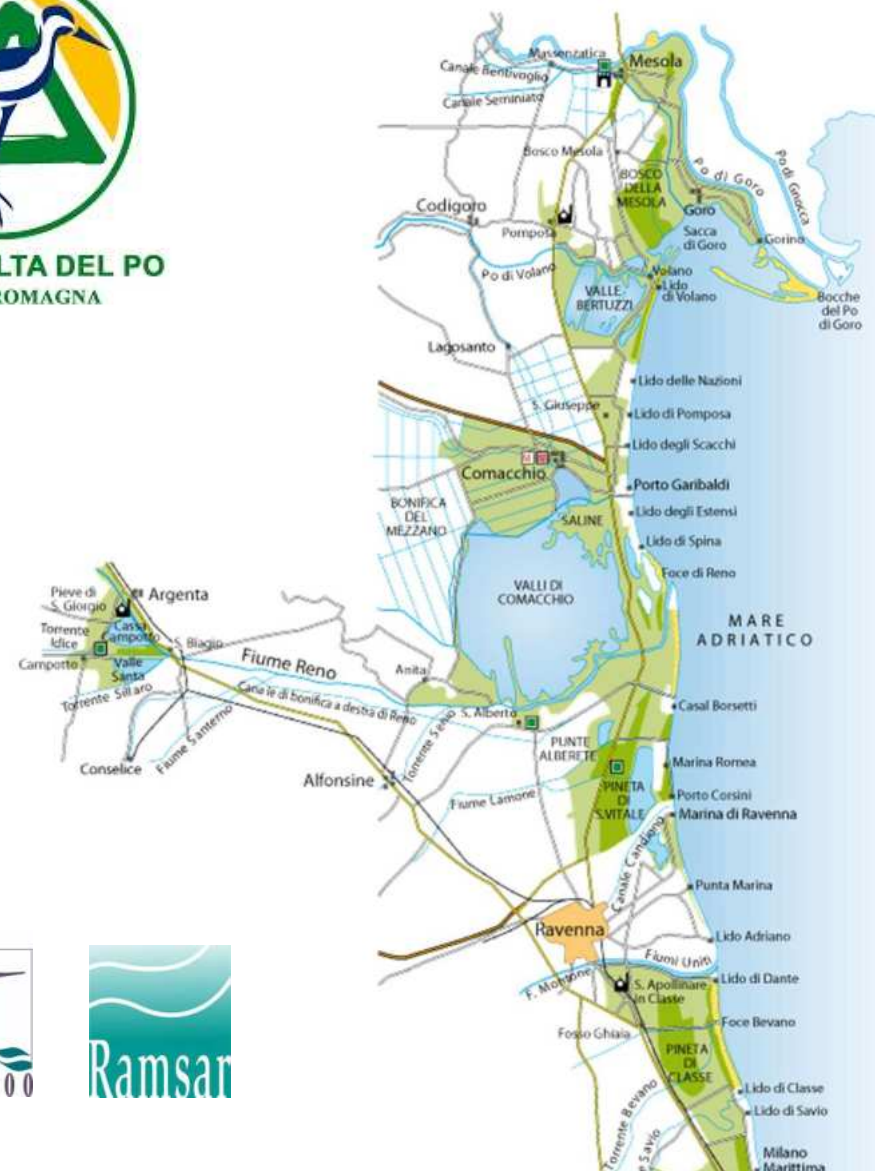 LTA DEL PO
ROMAGNA
Massenzatica
Mesola
Canale Bentivoglio
Canale Seminiato
Bosco Mesola
BOSCO
DELLA
MESOLA
Po di Goro
Po di Gnocca
Codigoro
Pomposa
Goro
Sacca
di Goro
Gorino
Po di Volano
Volano
Lido
di Volano
VALLE
BERTUZZI
Bocche
del Po
di Goro
Lagosanto
Lido delle Nazioni
S. Giuseppe
Lido di Pomposa
Lido degli Scacchi
Comacchio
Porto Garibaldi
BONIFICA
DEL
MEZZANO
SALINE
Lido degli Estensi
Lido di Spina
Foce di Reno
VALLI DI
COMACCHIO
MARE
ADRIATICO
Pieve di
S. Giorgio
Argenta
Torrente
Idice
Cassa
Campotto
S. Biagio
Campotto
Valle
Santa
Torrente Sillaro
Fiume Reno
Anita
Canale di bonifica a destra di Reno
S. Alberto
Casal Borsetti
Conselice
Fiume Santerno
Torrente Senio
PUNTE
ALBERETE
Alfonsine
Marina Romea
Fiume Lamone
PINETA
DI
S.VITALE
Porto Corsini
Marina di Ravenna
Canale Candiano
Punta Marina
Ravenna
Lido Adriano
Fiumi Uniti
F. Montone
S. Apollinare
in Classe
Lido di Dante
Fosso Ghiaia
Foce Bevano
PINETA
DI
CLASSE
Lido di Classe
Lido di Savio
Torrente Bevano
e Savio
Milano
Marittima
00
Ramsar